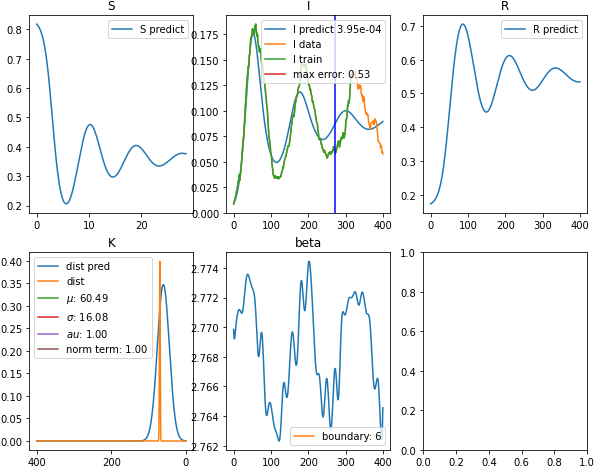 S
I
R
0.8
0.7
0.6
0.5
0.4
0.3
0.2
S predict
0 10 20
0.175
0.150
0.125
0.100
0.075
0.050
0.025
0.000
I predict 3.95e-04
I data
I train
max error: 0.53
0 100 200 300 400
0.7
0.6
0.5
0.4
0.3
0.2
R predict
0 100 200 300 400
K
beta
0.40
0.35
0.30
0.25
0.20
0.15
0.10
0.05
0.00
dist pred
dist
μ: 60.49
σ: 16.08
au: 1.00
norm term: 1.00
400 200 0
2.774
2.772
2.770
2.768
2.766
2.764
2.762
boundary: 6
0 100 200 300 400
1.0
0.8
0.6
0.4
0.2
0.0
0.0 0.2 0.4 0.6 0.8 1.0